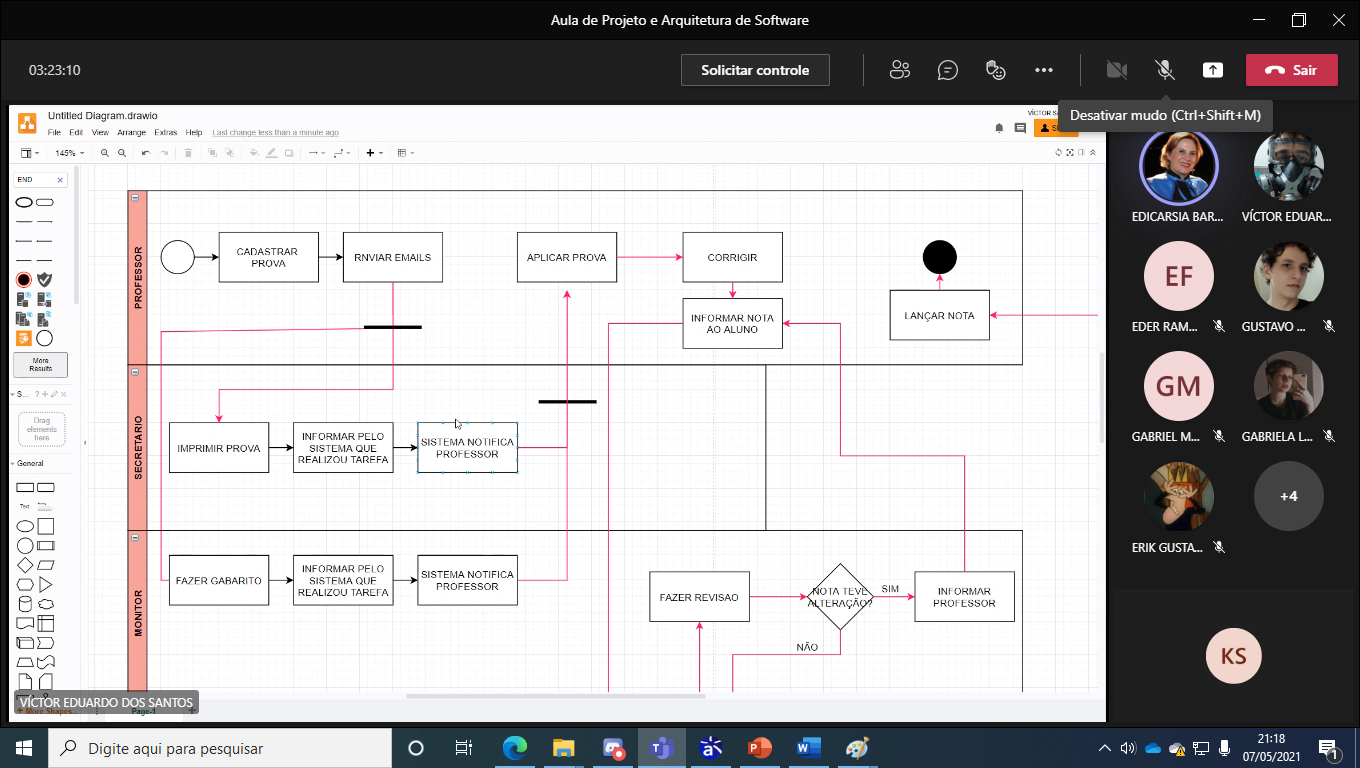 Aula de Projeto e Arquitetura de Software
03:23:10
Solicitar controle
Sair
Desativar mudo (Ctrl+Shift+M)
Untitled Diagram.drawio
File Edit View Arrange Extras Help Last change less than a minute ago
145%
END
More
Results
Drag
elements
here
General
Text
PROFESSOR
CADASTRAR
PROVA
RNVIAR EMAILS
APLICAR PROVA
CORRIGIR
INFORMAR NOTA
AO ALUNO
LANÇAR NOTA
SECRETARIO
IMPRIMIR PROVA
INFORMAR PELO
SISTEMA QUE
REALIZOU TAREFA
SISTEMA NOTIFICA
PROFESSOR
MONITOR
FAZER GABARITO
INFORMAR PELO
SISTEMA QUE
REALIZOU TAREFA
SISTEMA NOTIFICA
PROFESSOR
FAZER REVISAO
NOTA TEVE
ALTERAÇÃO?
SIM
INFORMAR
PROFESSOR
NÃO
VÍCTOR EDUARDO DOS SANTOS
More Shapes...
Page-1
EDICARSIA BAR...
VÍCTOR EDUAR...
EF
EDER RAM...
GUSTAVO ...
GM
GABRIEL M...
GABRIELA L...
ERIK GUSTA...
+4
KS
Digite aqui para pesquisar
21:18
07/05/2021
1